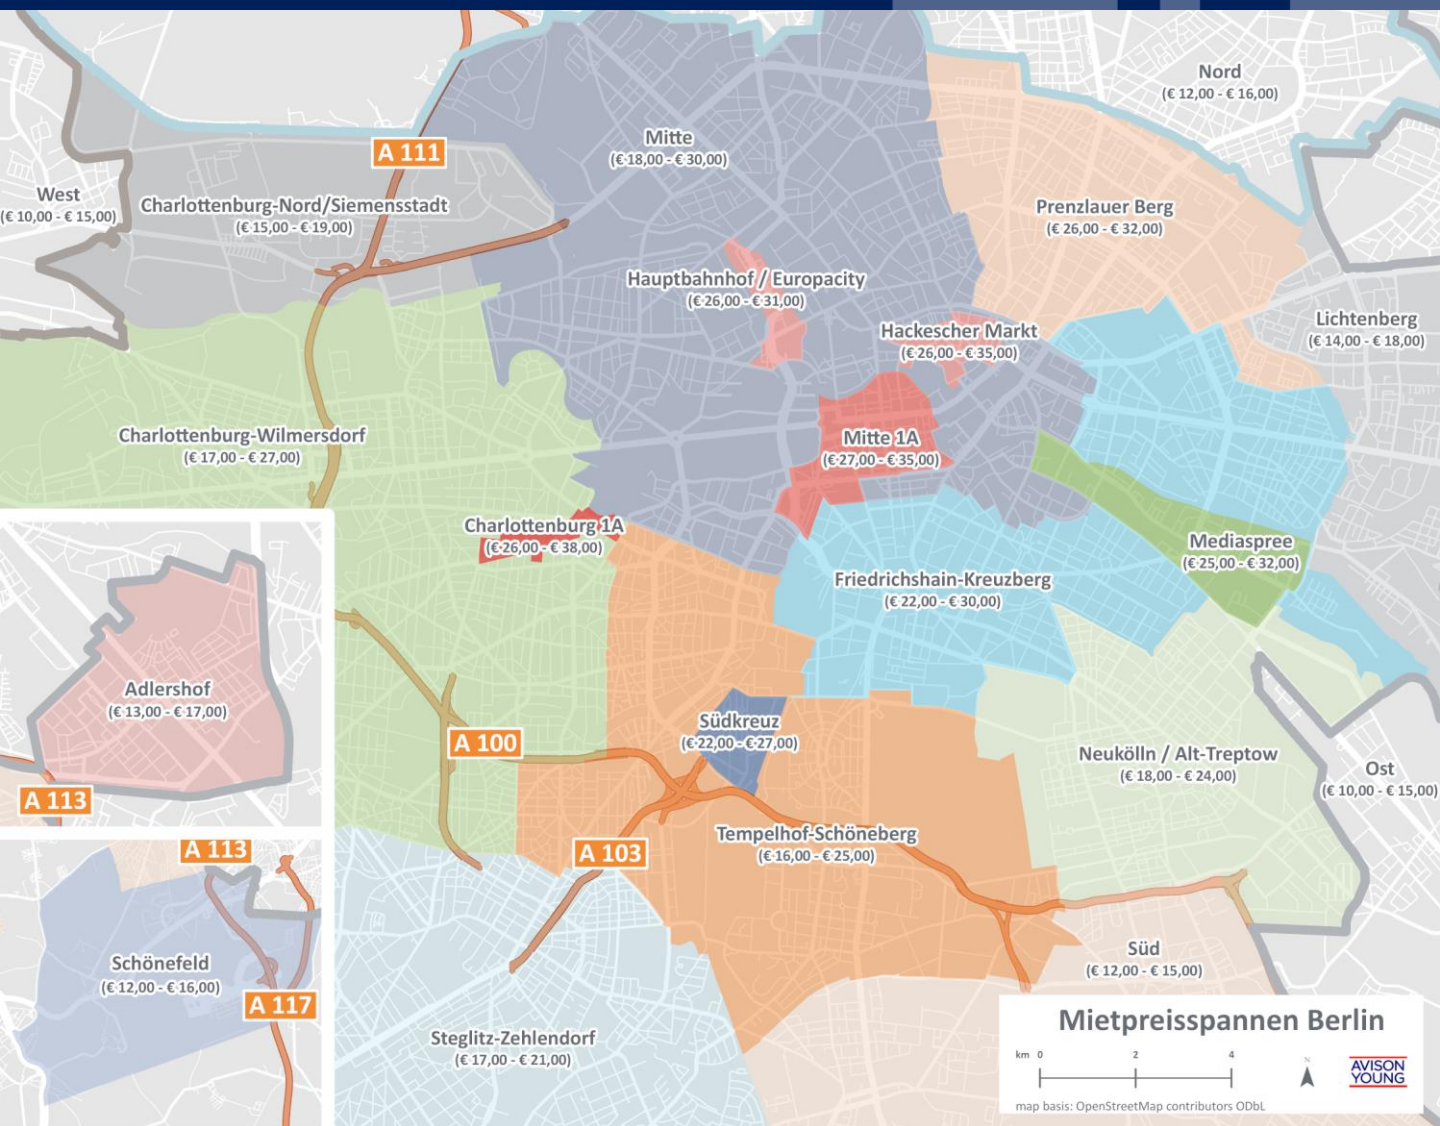 Nord
(€ 12,00 - € 16,00)
Mitte
(€ 18,00 - € 30,00)
A 111
West
(€ 10,00 - € 15,00)
Charlottenburg-Nord/Siemensstadt
(€ 15,00 - € 19,00)
Prenzlauer Berg
(€ 26,00 - € 32,00)
Hauptbahnhof / Europacity
(€ 26,00 - € 31,00)
Hackescher Markt
(€ 26,00 - € 35,00)
Lichtenberg
(€ 14,00 - € 18,00)
Charlottenburg-Wilmersdorf
(€ 17,00 - € 27,00)
Mitte 1A
(€ 27,00 - € 35,00)
Charlottenburg 1A
(€ 26,00 - € 38,00)
Mediaspree
(€ 25,00 - € 32,00)
Friedrichshain-Kreuzberg
(€ 22,00 - € 30,00)
Adlershof
(€ 13,00 - € 17,00)
A 113
Südkreuz
(€ 22,00 - € 27,00)
A 100
Neukölln / Alt-Treptow
(€ 18,00 - € 24,00)
Ost
(€ 10,00 - € 15,00)
Tempelhof-Schöneberg
(€ 16,00 - € 25,00)
A 103
A 113
Schönefeld
(€ 12,00 - € 16,00)
A 117
Süd
(€ 12,00 - € 15,00)
Steglitz-Zehlendorf
(€ 17,00 - € 21,00)
Mietpreisspannen Berlin
km 0 2 4
N
AVISON
YOUNG
map basis: OpenStreetMap contributors ODbL